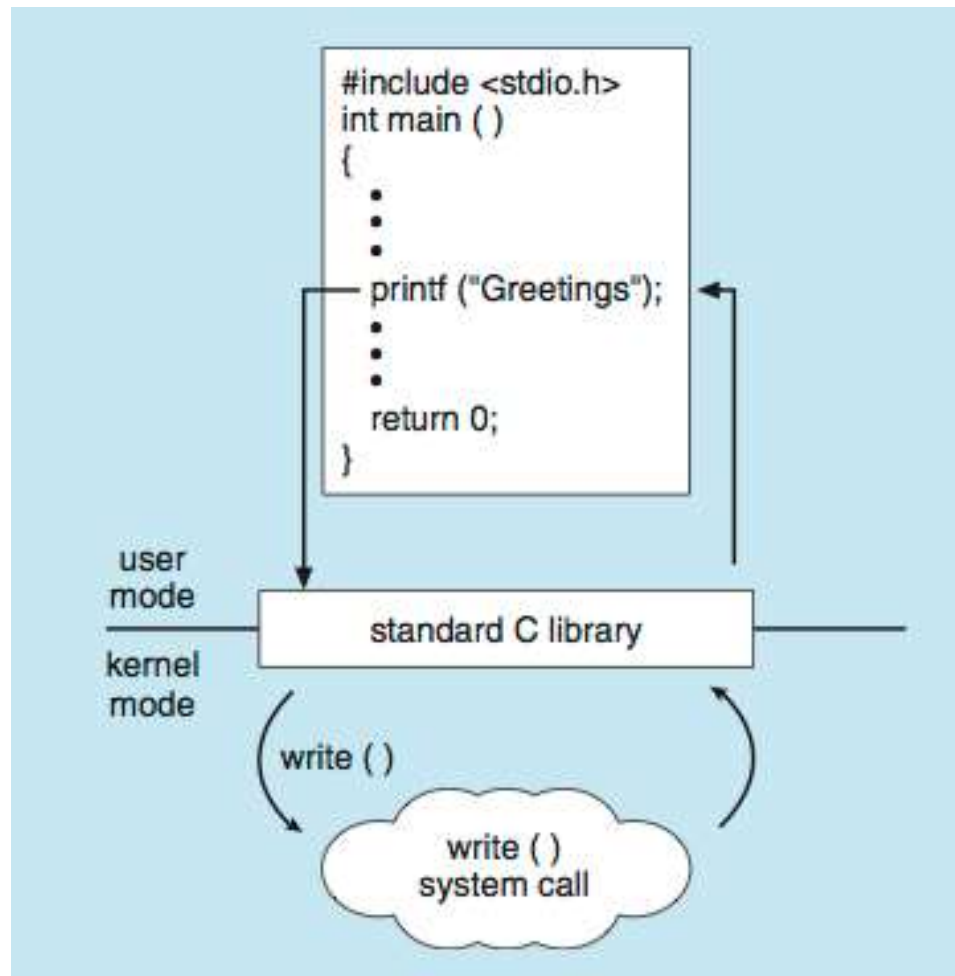 #include <stdio.h>
int main ( )
{
•
•
•
printf ("Greetings");
•
•
•
return 0;
}
user
mode
standard C library
kernel
mode
write ( )
write ( )
system call